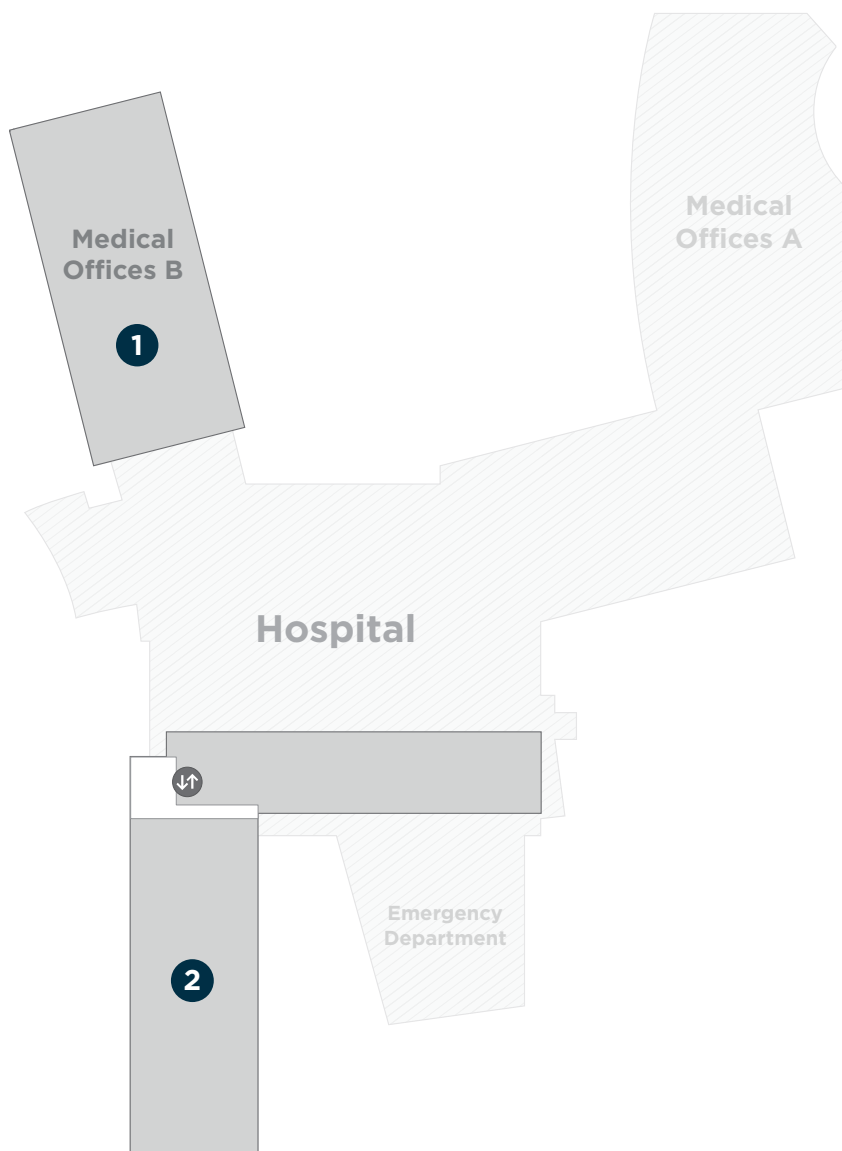 Medical
Offices A
Medical
Offices B
1
Hospital
Emergency
Department
2